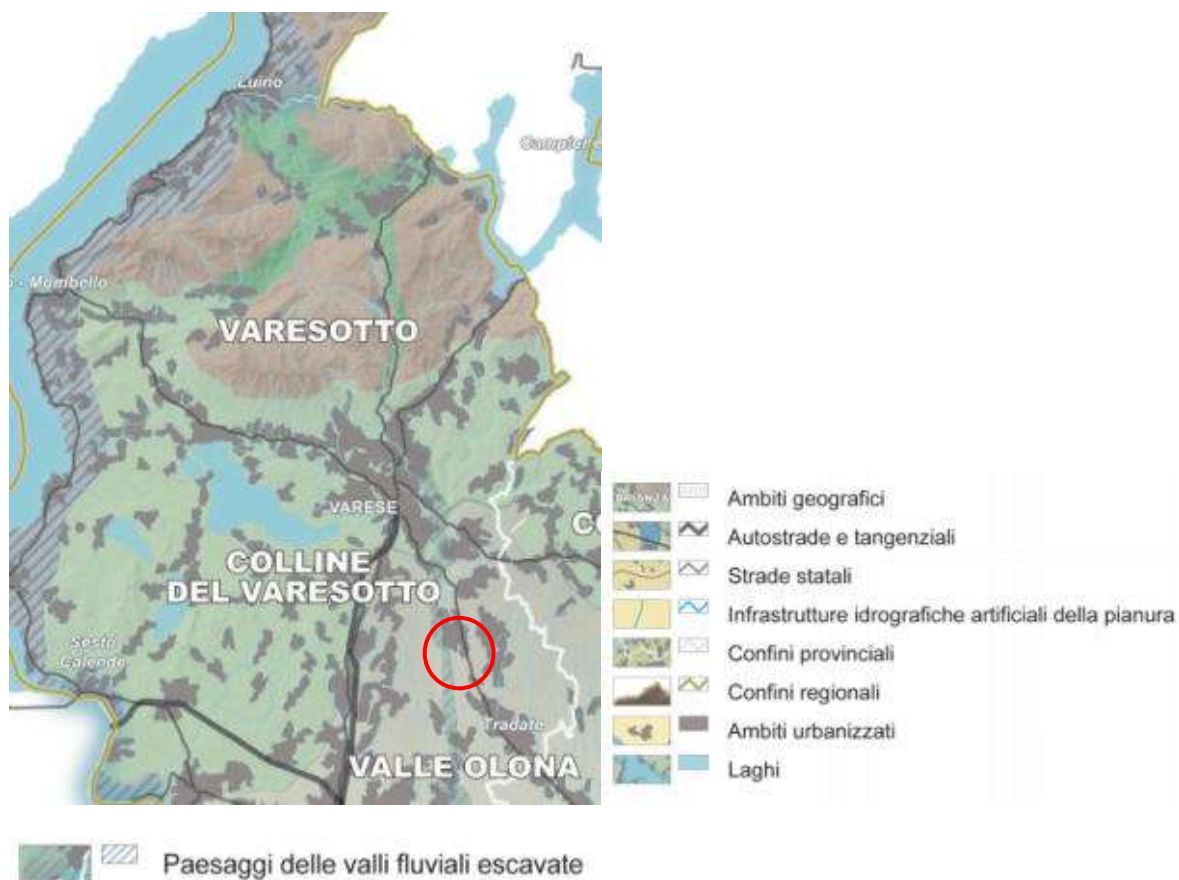 Luino
Mombello
VARESOTTO
VARESE
COLLINE
DEL VARESOTTO
Sesto
Calende
Tradate
VALLE OLONA
Ambiti geografici
Autostrade e tangenziali
Strade statali
Infrastrutture idrografiche artificiali della pianura
Confini provinciali
Confini regionali
Ambiti urbanizzati
Laghi
Paesaggi delle valli fluviali escavate